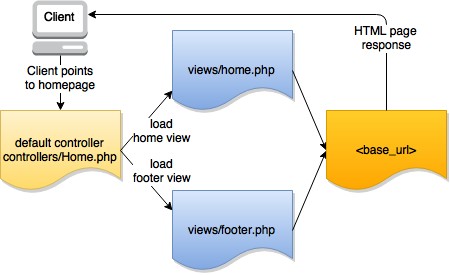 Client
HTML page
response
Client points
to homepage
views/home.php
load
home view
default controller
controllers/Home.php
<base_url>
load
footer view
views/footer.php